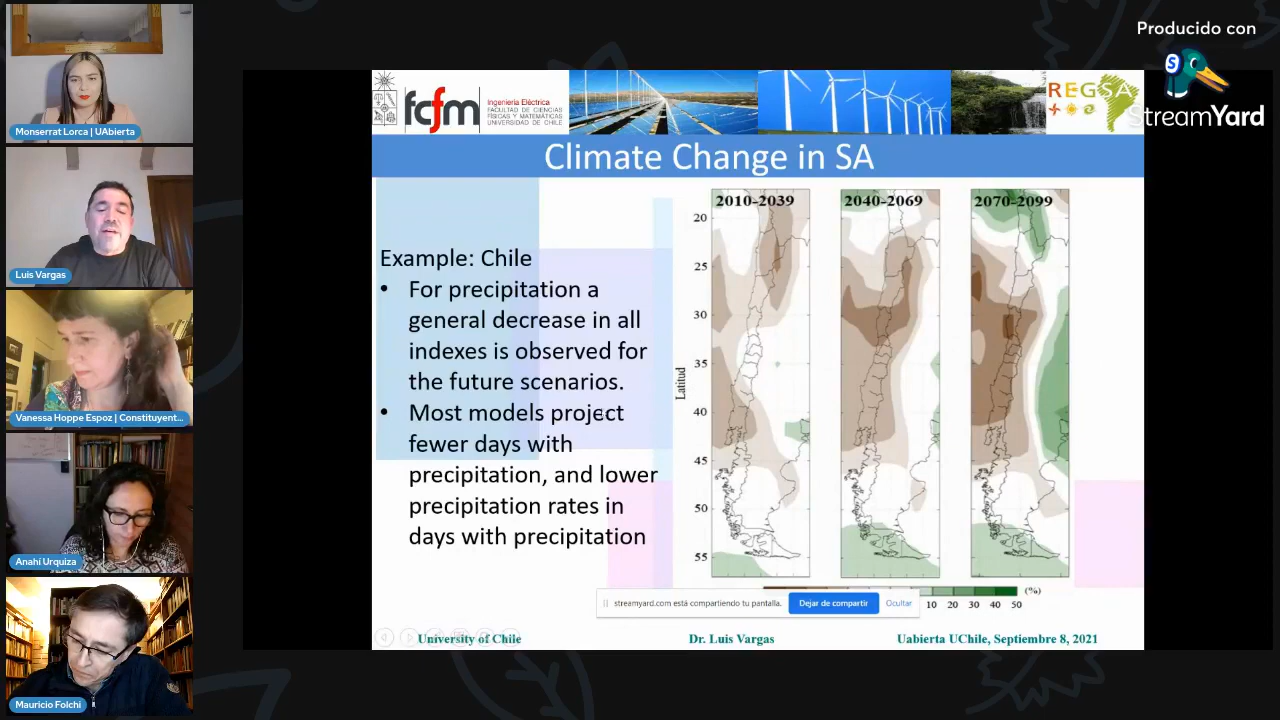 Producido con
StreamYard
Monserrat Lorca | UAbierta
Luis Vargas
Vanessa Hoppe Espoz | Constituyent...
Anahí Urquiza
Mauricio Folchi
fcfm
Ingeniería Eléctrica
FACULTAD DE CIENCIAS
FÍSICAS Y MATEMÁTICAS
UNIVERSIDAD DE CHILE
REGSA
Climate Change in SA
Example: Chile
• For precipitation a
general decrease in all
indexes is observed for
the future scenarios.
• Most models project
fewer days with
precipitation, and lower
precipitation rates in
days with precipitation
2010-2039
2040-2069
2070-2099
Latitud
20
25
30
35
40
45
50
55
(%)
10 20 30 40 50
streamyard.com está compartiendo tu pantalla.
Dejar de compartir
Ocultar
University of Chile
Dr. Luis Vargas
Uabierta UChile, Septiembre 8, 2021